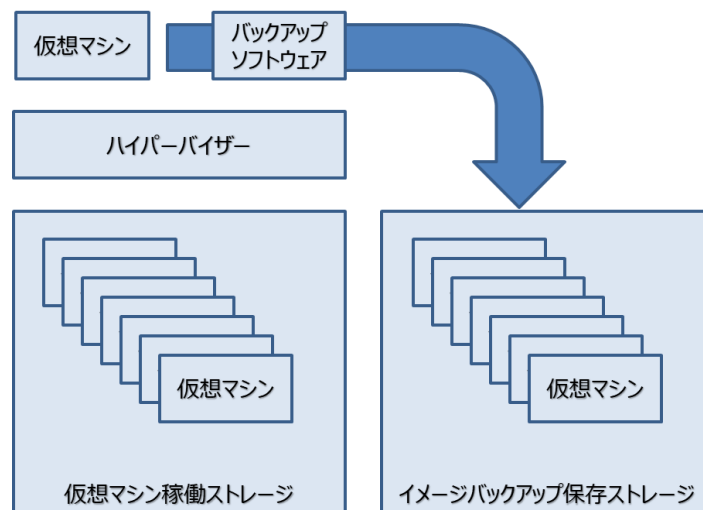 仮想マシン
バックアップ
ソフトウェア
ハイパーバイザー
仮想マシン
仮想マシン稼働ストレージ
仮想マシン
イメージバックアップ保存ストレージ